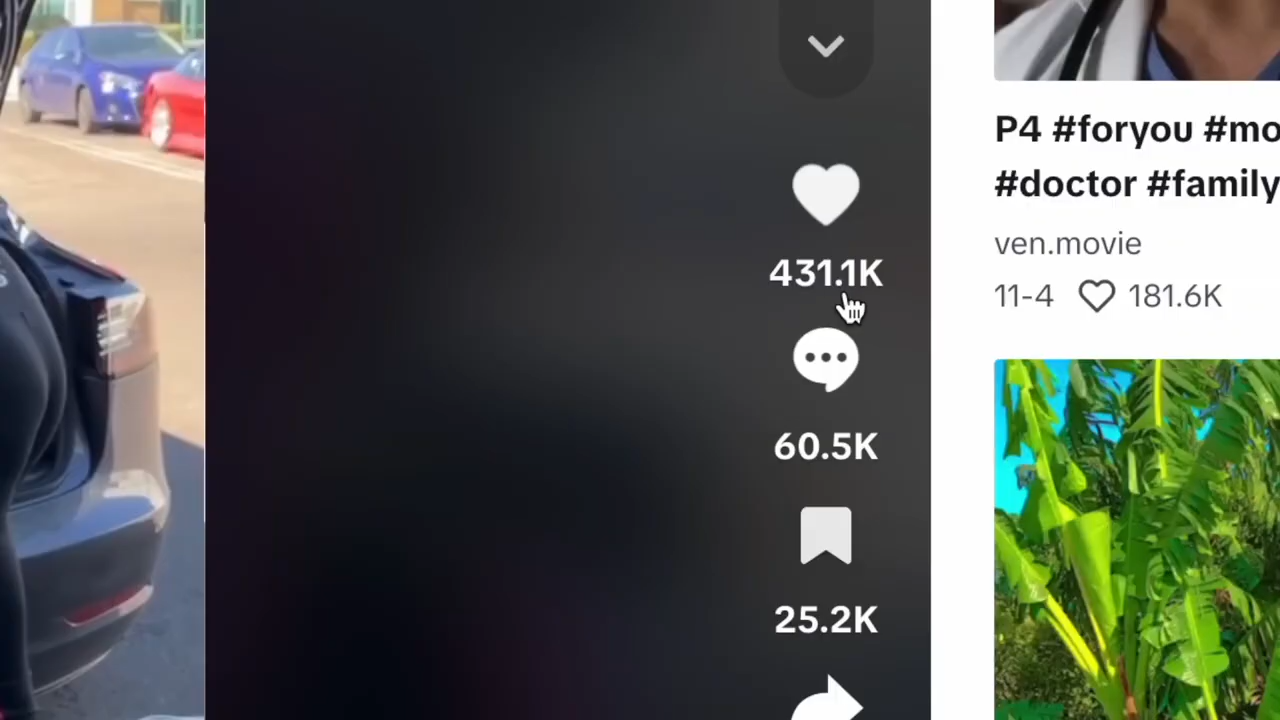 431.1K
60.5K
25.2K
P4 #foryou #mo
#doctor #family
ven.movie
11-4 181.6K